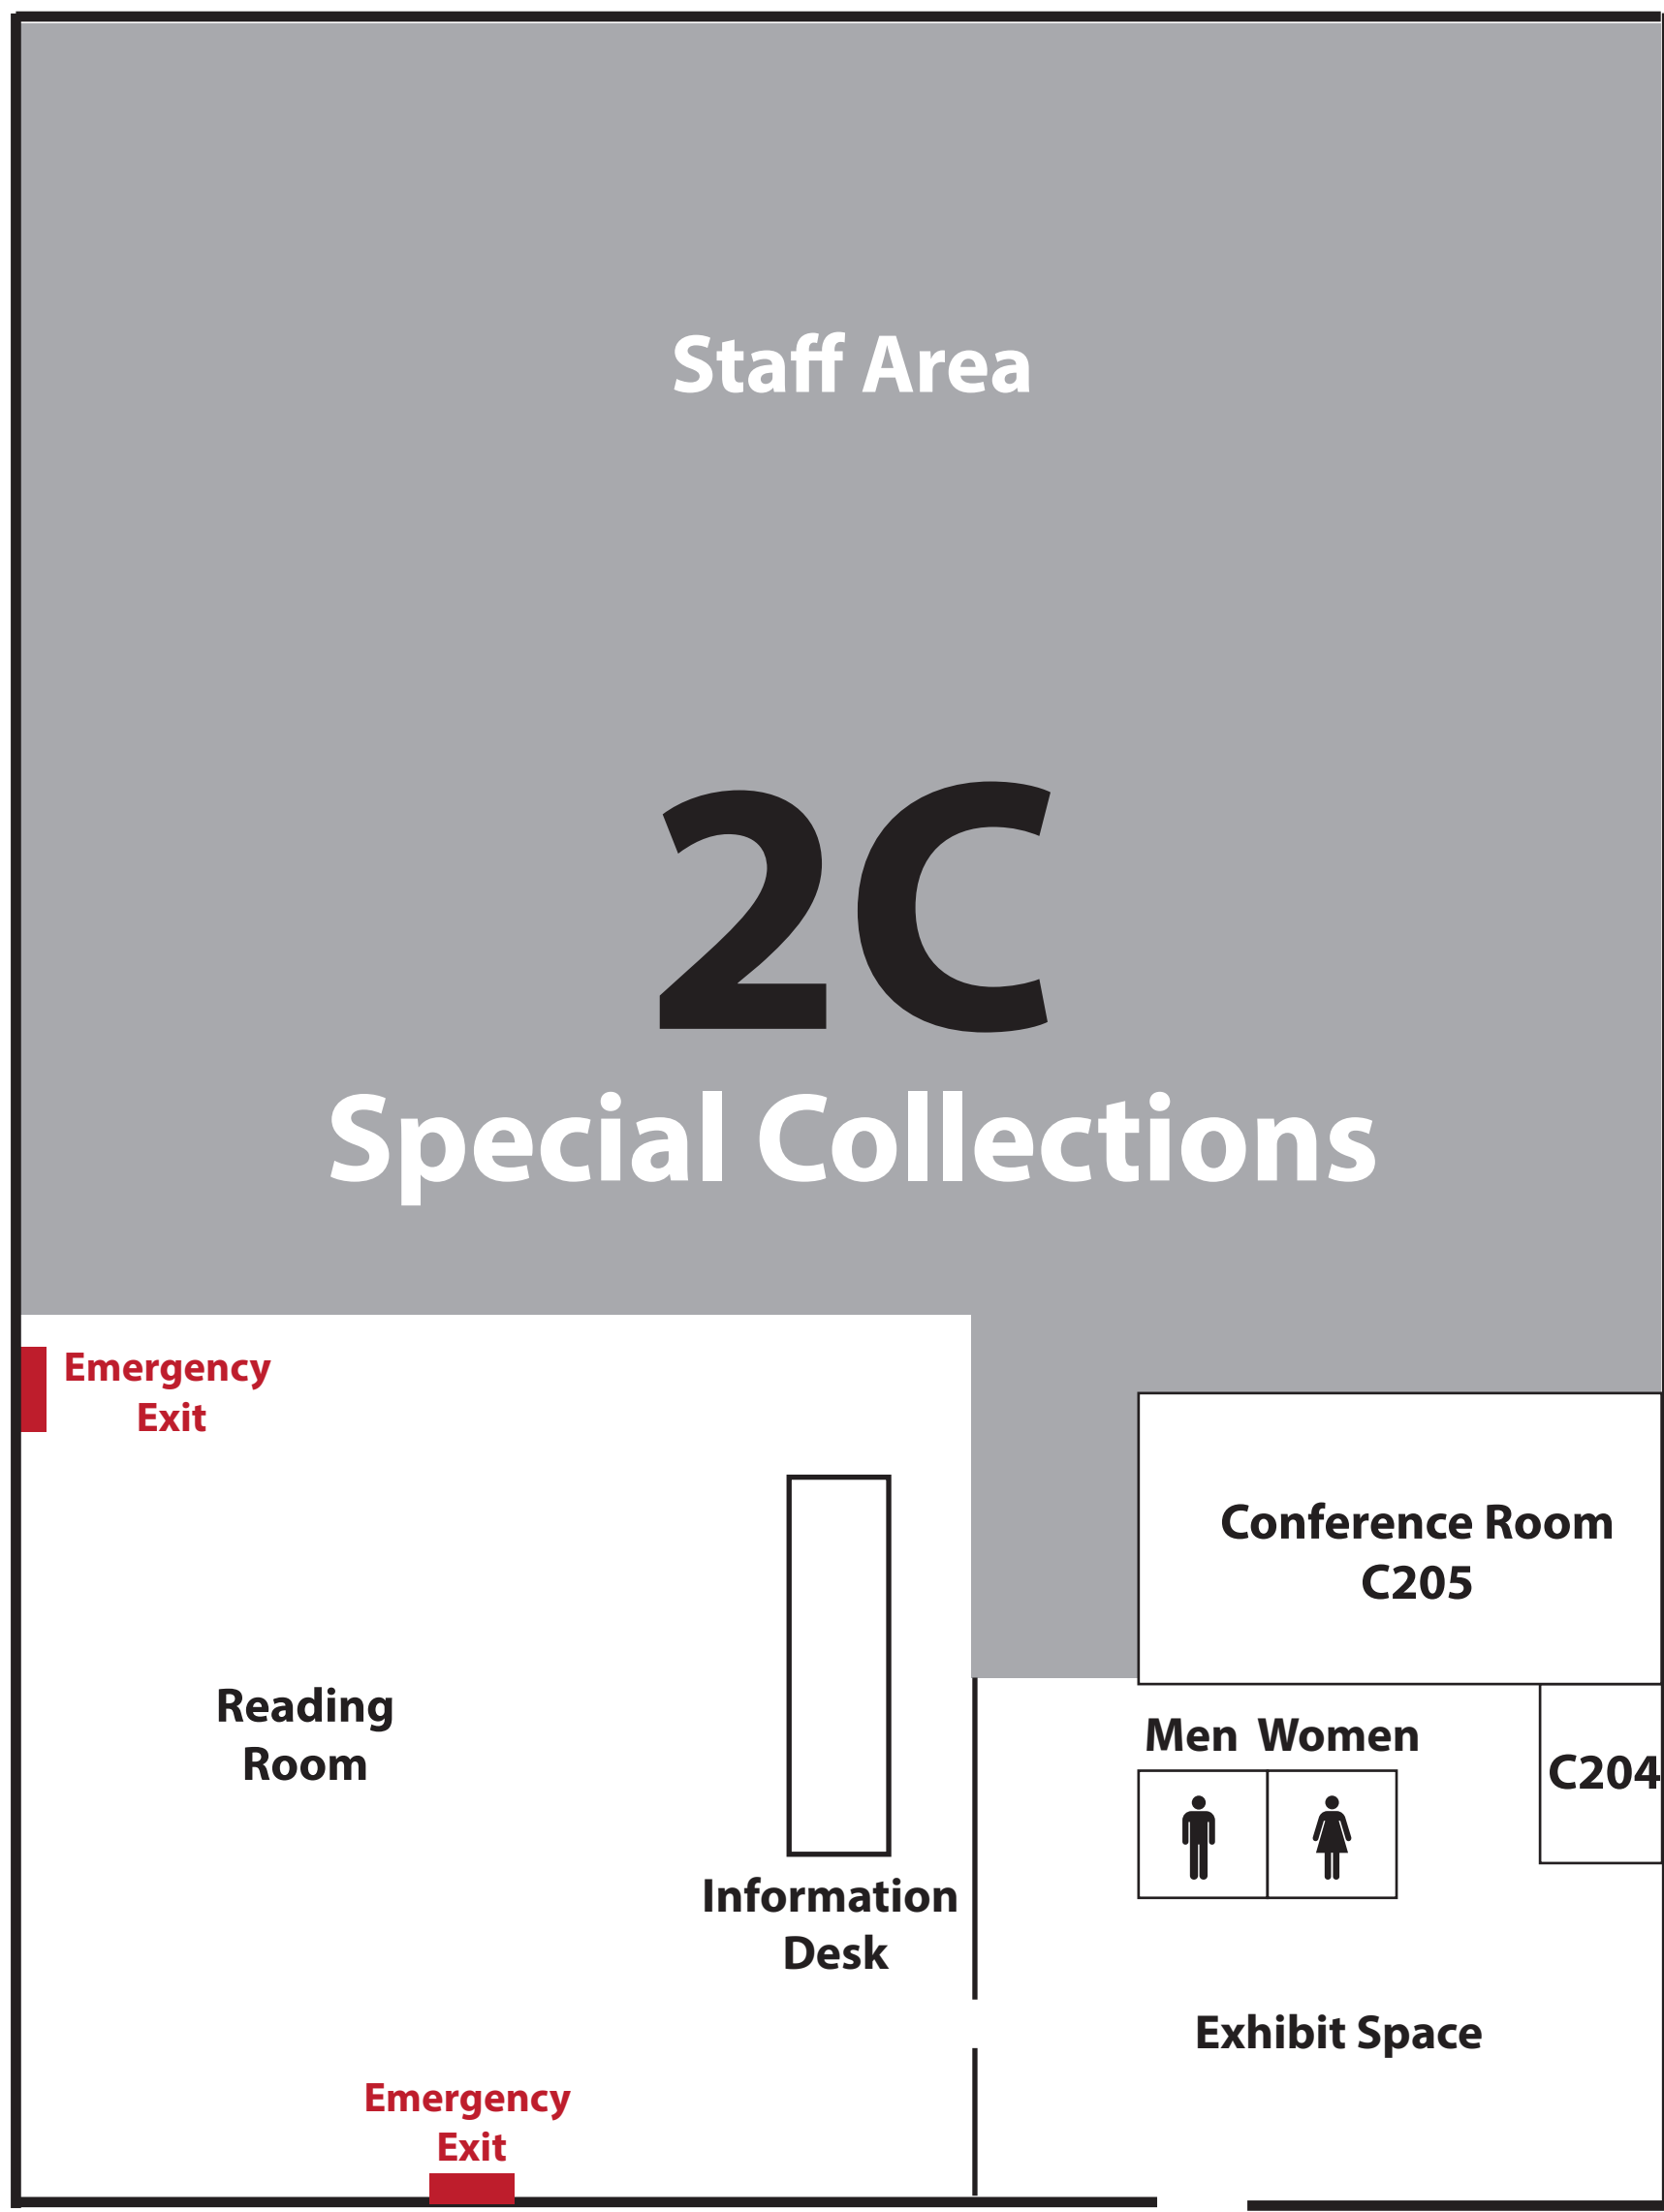 Staff Area
2C
Special Collections
Emergency
Exit
Conference Room
C205
Reading
Room
Men Women
C204
Information
Desk
Exhibit Space
Emergency
Exit